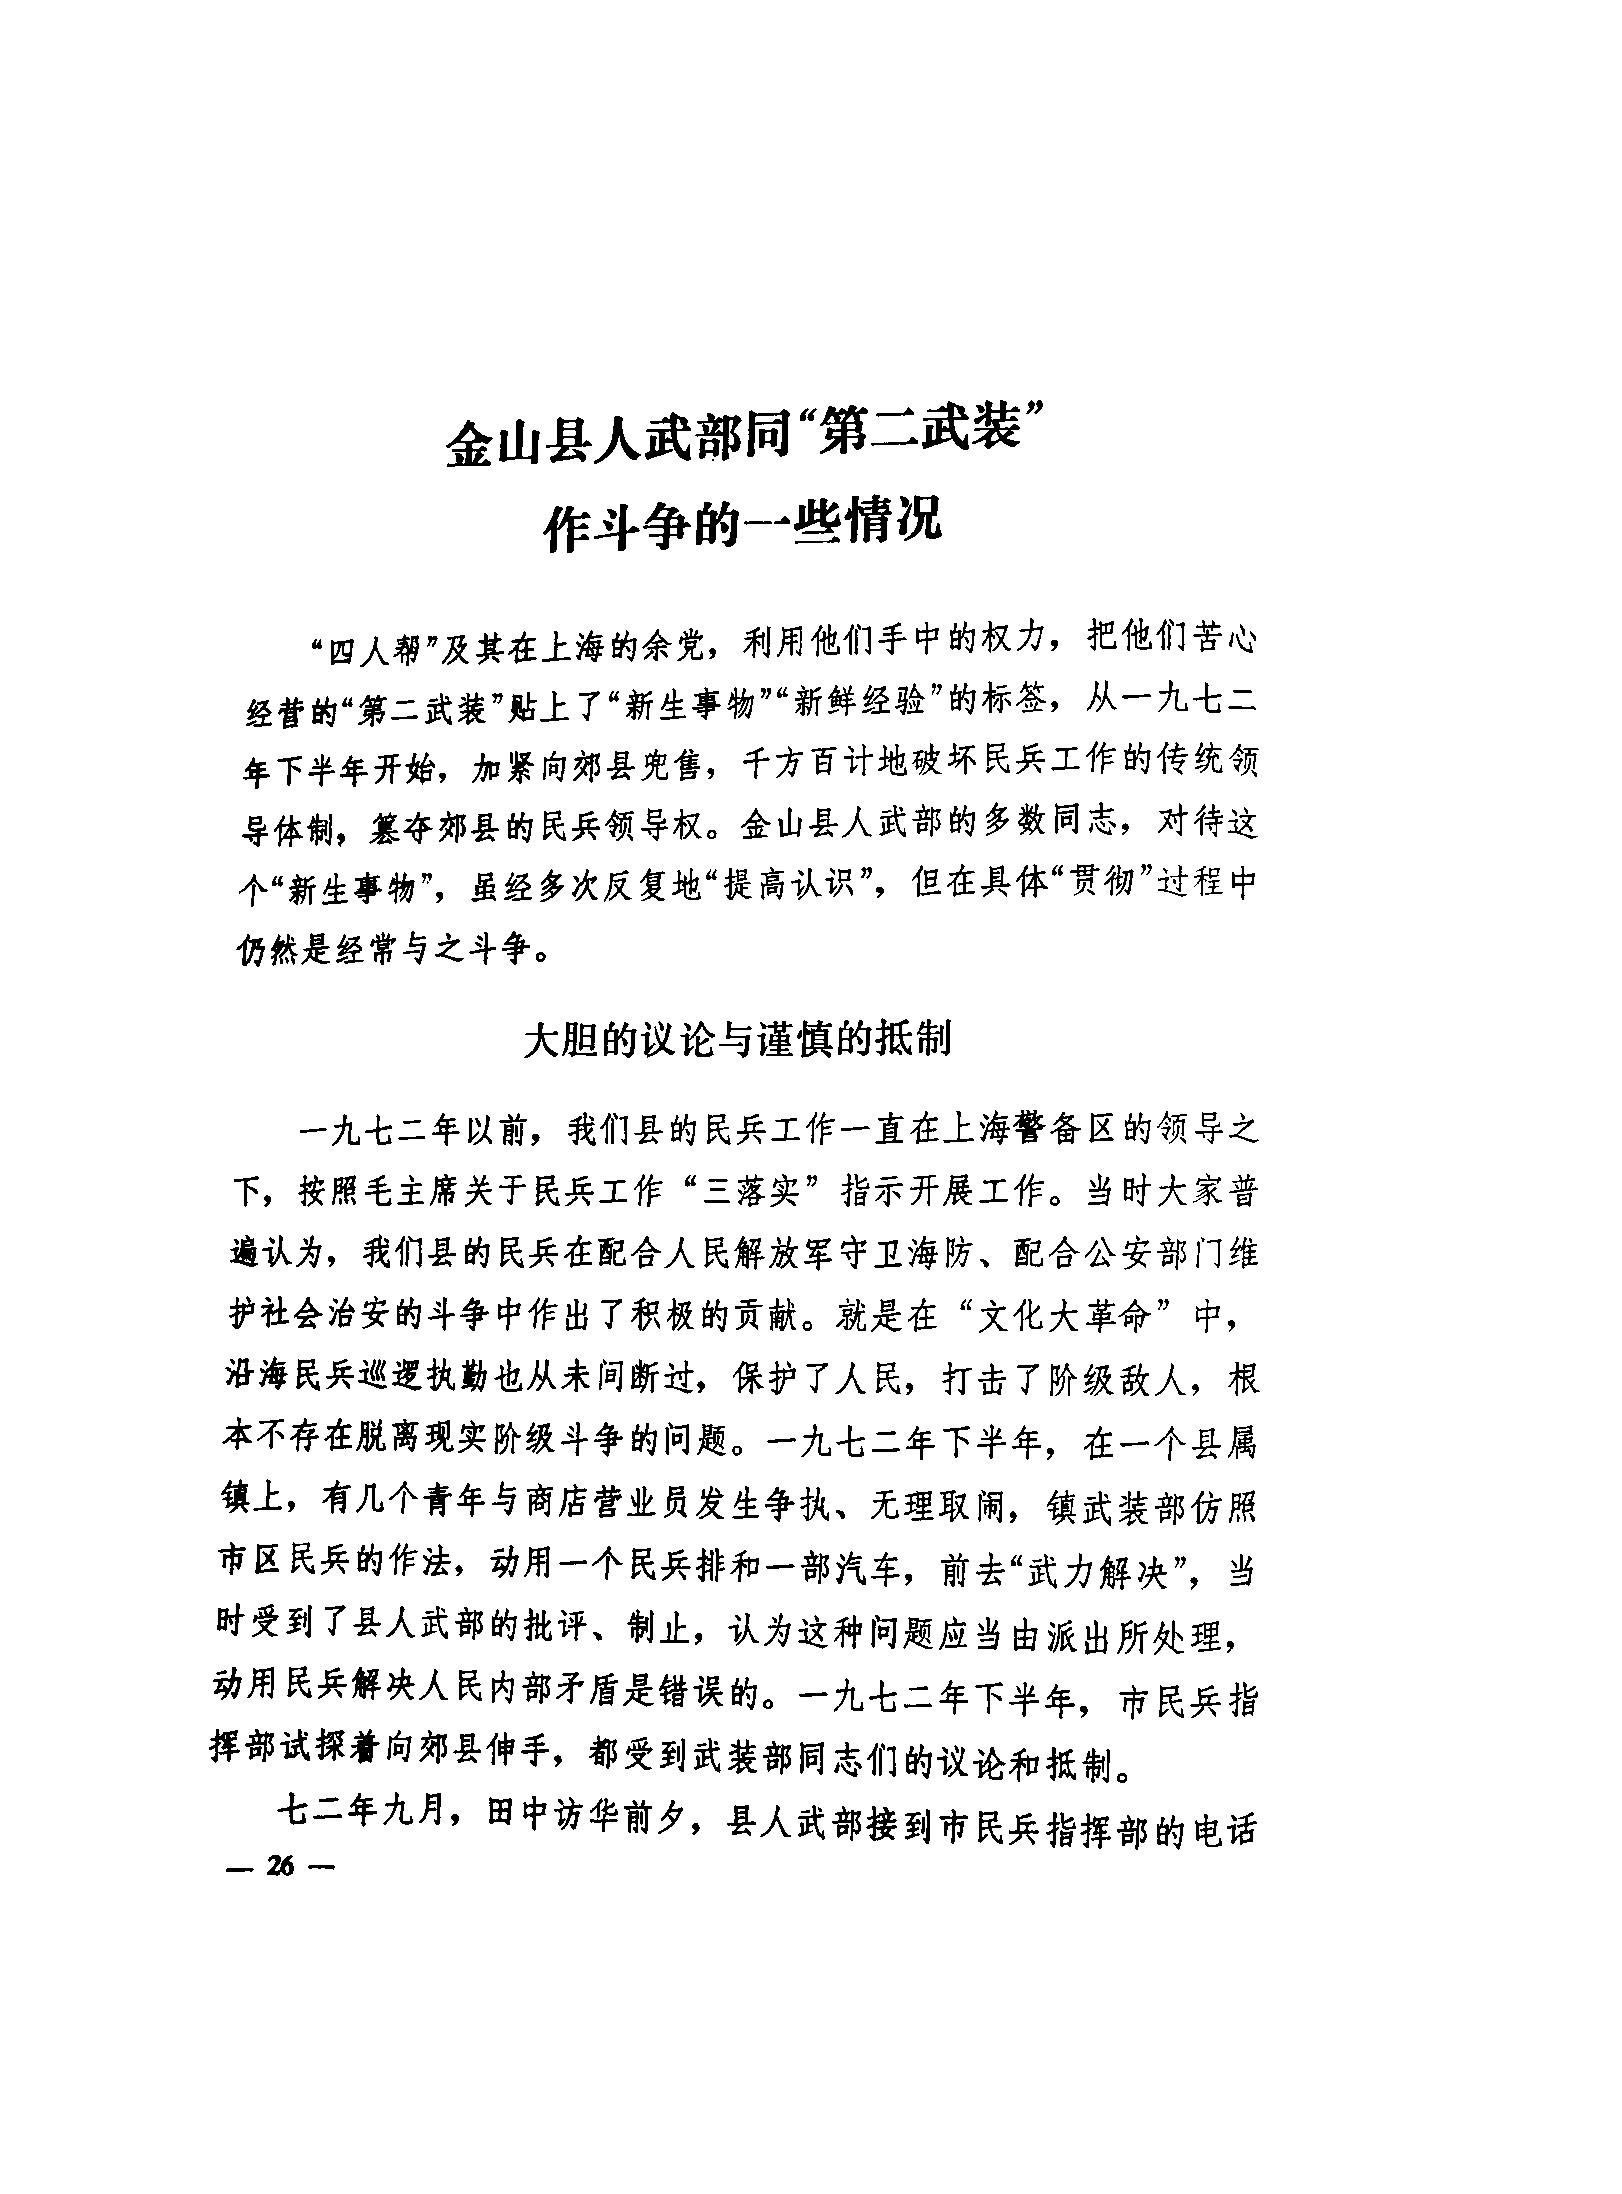 金山县人武部同“第二武装”
作斗争的一些情况
“四人帮”及其在上海的余党，利用他们手中的权力，把他们苦心
经营的“第二武装”贴上了“新生事物”“新鲜经验”的标签，从一九七二
年下半年开始，加紧向郊县兜售，千方百计地破坏民兵工作的传统领
导体制，篡夺郊县的民兵领导权。金山县人武部的多数同志，对待这
个“新生事物”，虽经多次反复地“提高认识”，但在具体“贯彻”过程中
仍然是经常与之斗争。
大胆的议论与谨慎的抵制
一九七二年以前，我们县的民兵工作一直在上海警备区的领导之
下，按照毛主席关于民兵工作“三落实”指示开展工作。当时大家普
遍认为，我们县的民兵在配合人民解放军守卫海防、配合公安部门维
护社会治安的斗争中作出了积极的贡献。就是在“文化大革命”中，
沿海民兵巡逻执勤也从未间断过，保护了人民，打击了阶级敌人，根
本不存在脱离现实阶级斗争的问题。一九七二年下半年，在一个县属
镇上，有几个青年与商店营业员发生争执、无理取闹，镇武装部仿照
市区民兵的作法，动用一个民兵排和一部汽车，前去“武力解决”，当
时受到了县人武部的批评、制止，认为这种问题应当由派出所处理，
动用民兵解决人民内部矛盾是错误的。一九七二年下半年，市民兵指
挥部试探着向郊县伸手，都受到武装部同志们的议论和抵制。
七二年九月，田中访华前夕，县人武部接到市民兵指挥部的电话
— 26 —